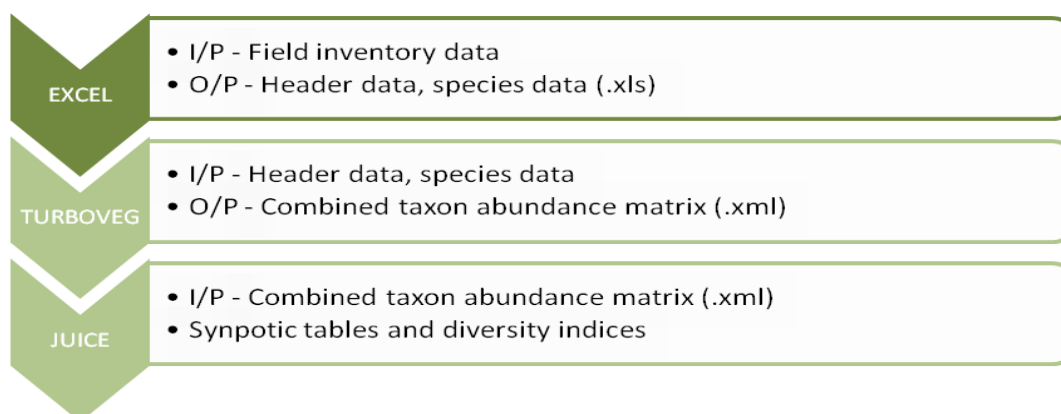 EXCEL
• I/P - Field inventory data
• O/P - Header data, species data (.xls)
TURBOVEG
• I/P - Header data, species data
• O/P - Combined taxon abundance matrix (.xml)
JUICE
• I/P - Combined taxon abundance matrix (.xml)
• Synpotic tables and diversity indices